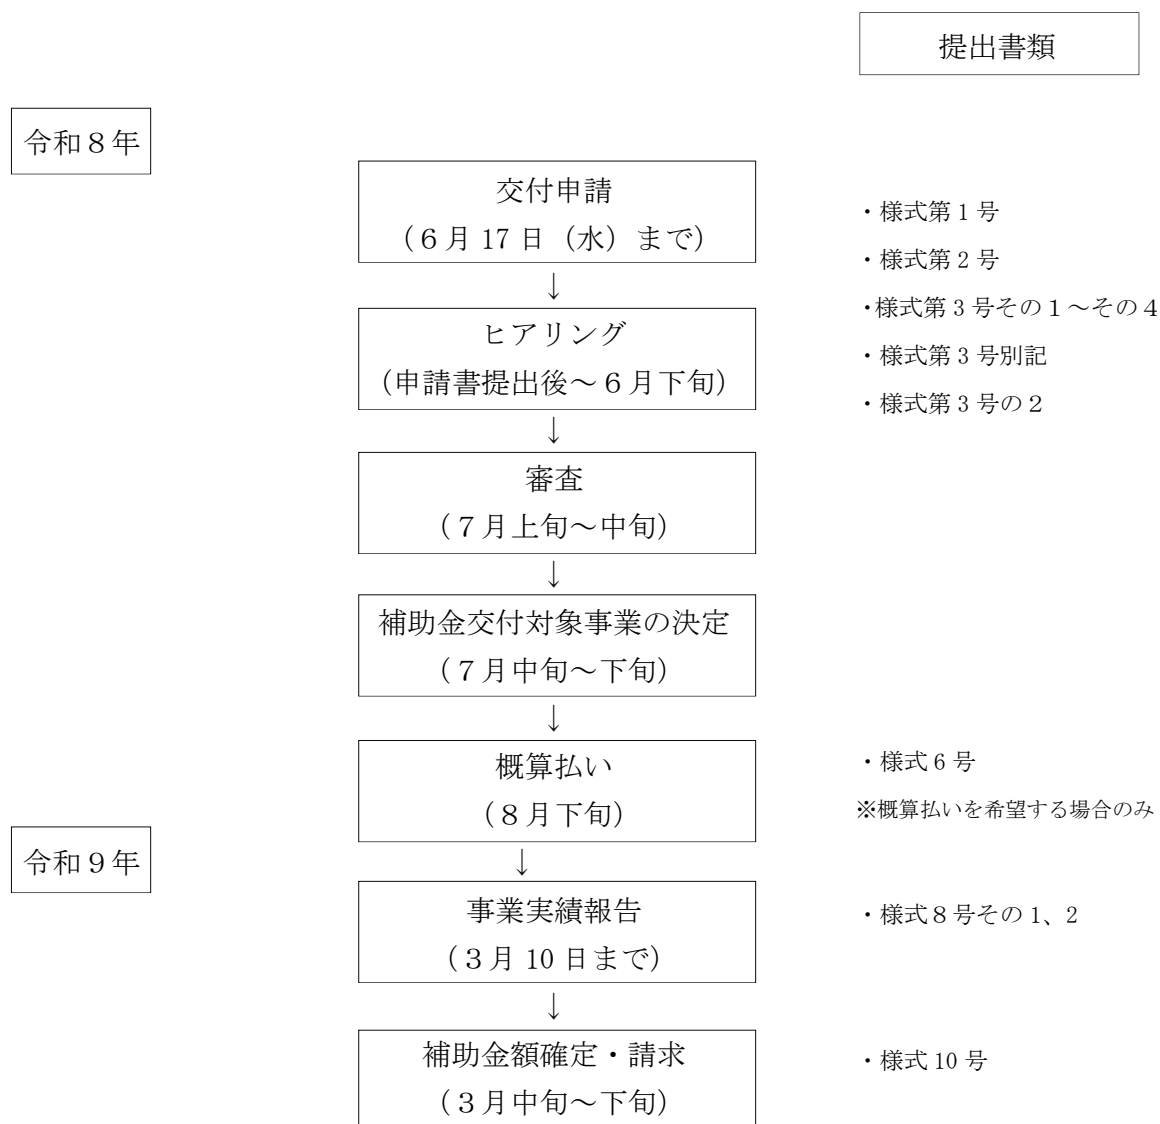 提出書類
令和８年
交付申請
（６月 17 日（水）まで）
・様式第 1 号
・様式第 2 号
↓
・様式第 3 号その１～その４
ヒアリング
・様式第 3 号別記
（申請書提出後～６月下旬）
・様式第 3 号の２
↓
審査
（７月上旬～中旬）
↓
補助金交付対象事業の決定
（７月中旬～下旬）
↓
概算払い
・様式 6 号
（８月下旬）
※概算払いを希望する場合のみ
令和９年
↓
事業実績報告
・様式８号その 1、2
（３月 10 日まで）
↓
補助金額確定・請求
・様式 10 号
（３月中旬～下旬）